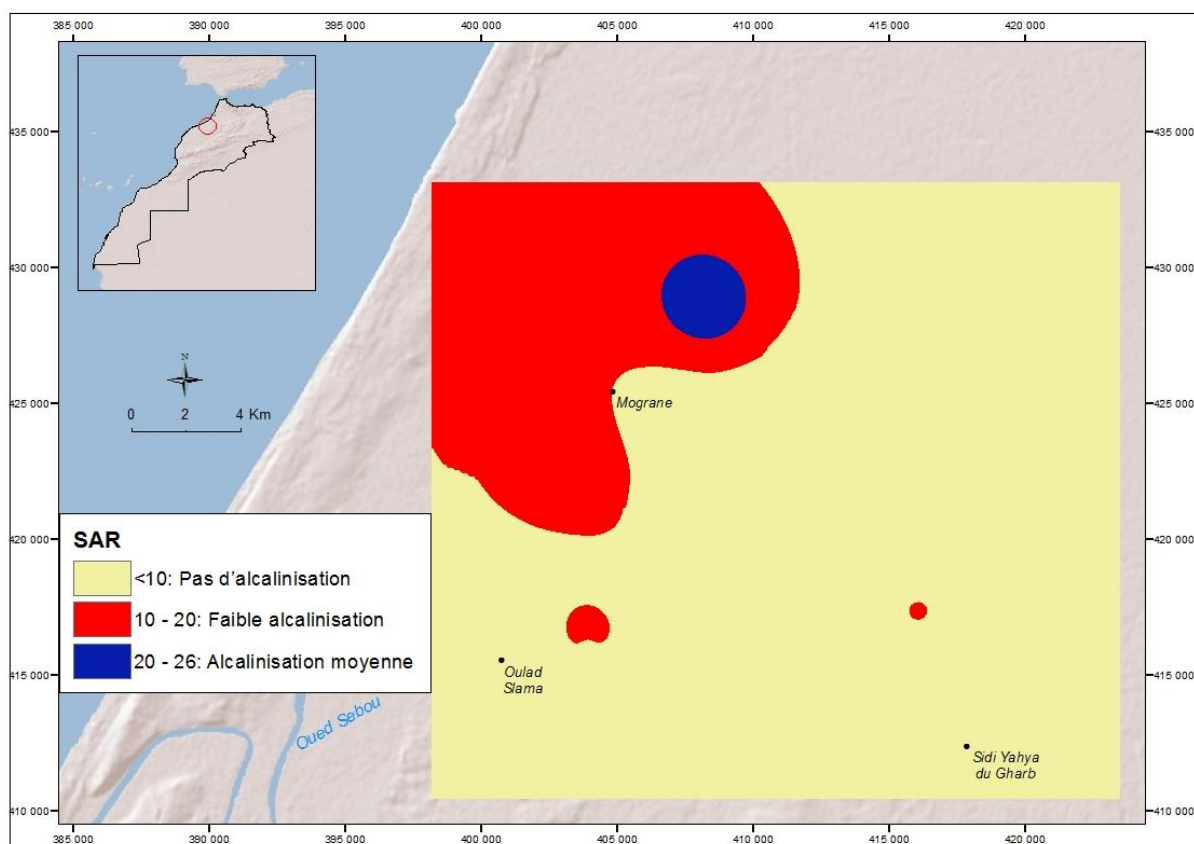 385 000 390 000 395 000 400 000 405 000 410 000 415 000 420 000
435 000 435 000
430 000 430 000
N
425 000 425 000
0 2 4 Km
Mograne
420 000 420 000
SAR
<10: Pas d'alcalinisation
10 - 20: Faible alcalinisation
20 - 26: Alcalinisation moyenne
415 000 415 000
Oulad
Slama
Oued Sebou
Sidi Yahya
du Gharb
410 000 410 000
385 000 390 000 395 000 400 000 405 000 410 000 415 000 420 000